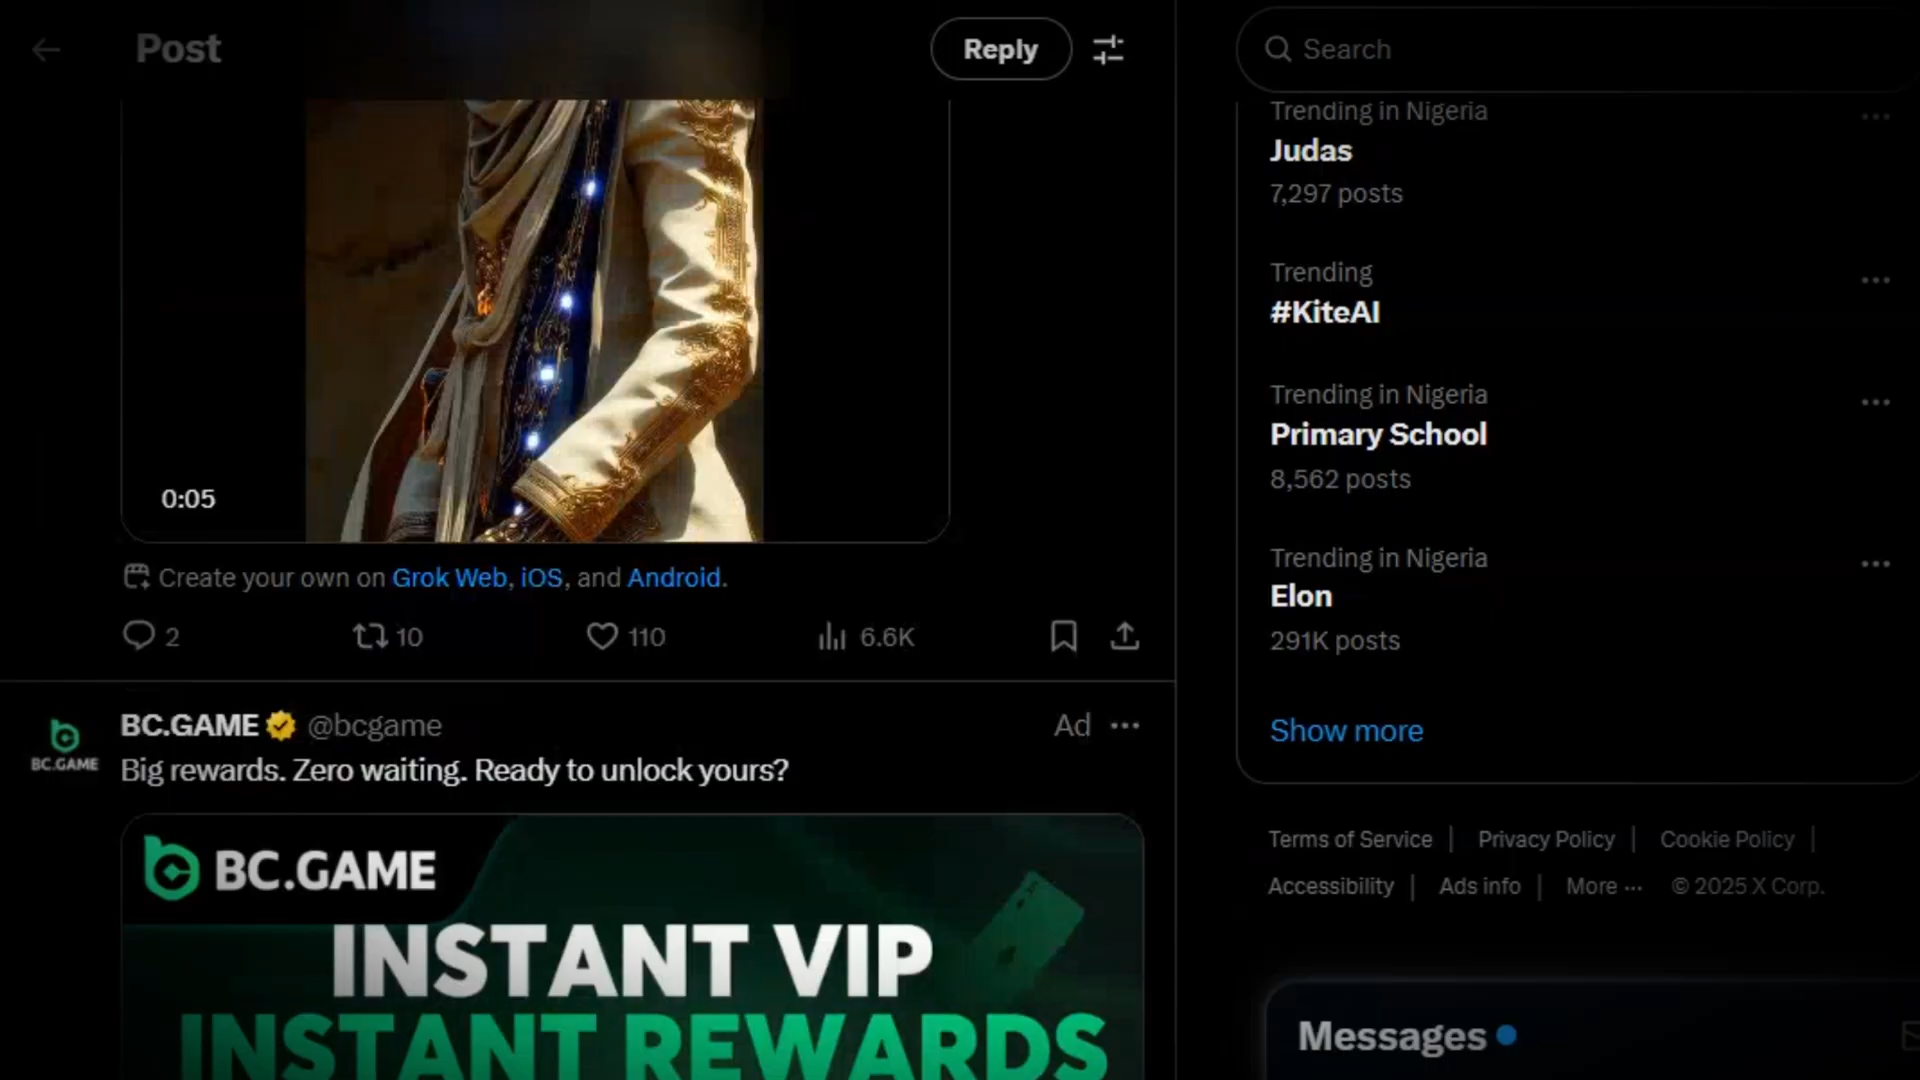 Post
Reply
0:05
Create your own on Grok Web, iOS, and Android.
2
10
110
6.6K
BC.GAME @bcgame
Ad
Big rewards. Zero waiting. Ready to unlock yours?
BC.GAME
BC.GAME
INSTANT VIP
INSTANT REWARDS
Search
Trending in Nigeria
Judas
7,297 posts
Trending
#KiteAI
Trending in Nigeria
Primary School
8,562 posts
Trending in Nigeria
Elon
291K posts
Show more
Terms of Service | Privacy Policy | Cookie Policy |
Accessibility | Ads info | More ··· © 2025 X Corp.
Messages